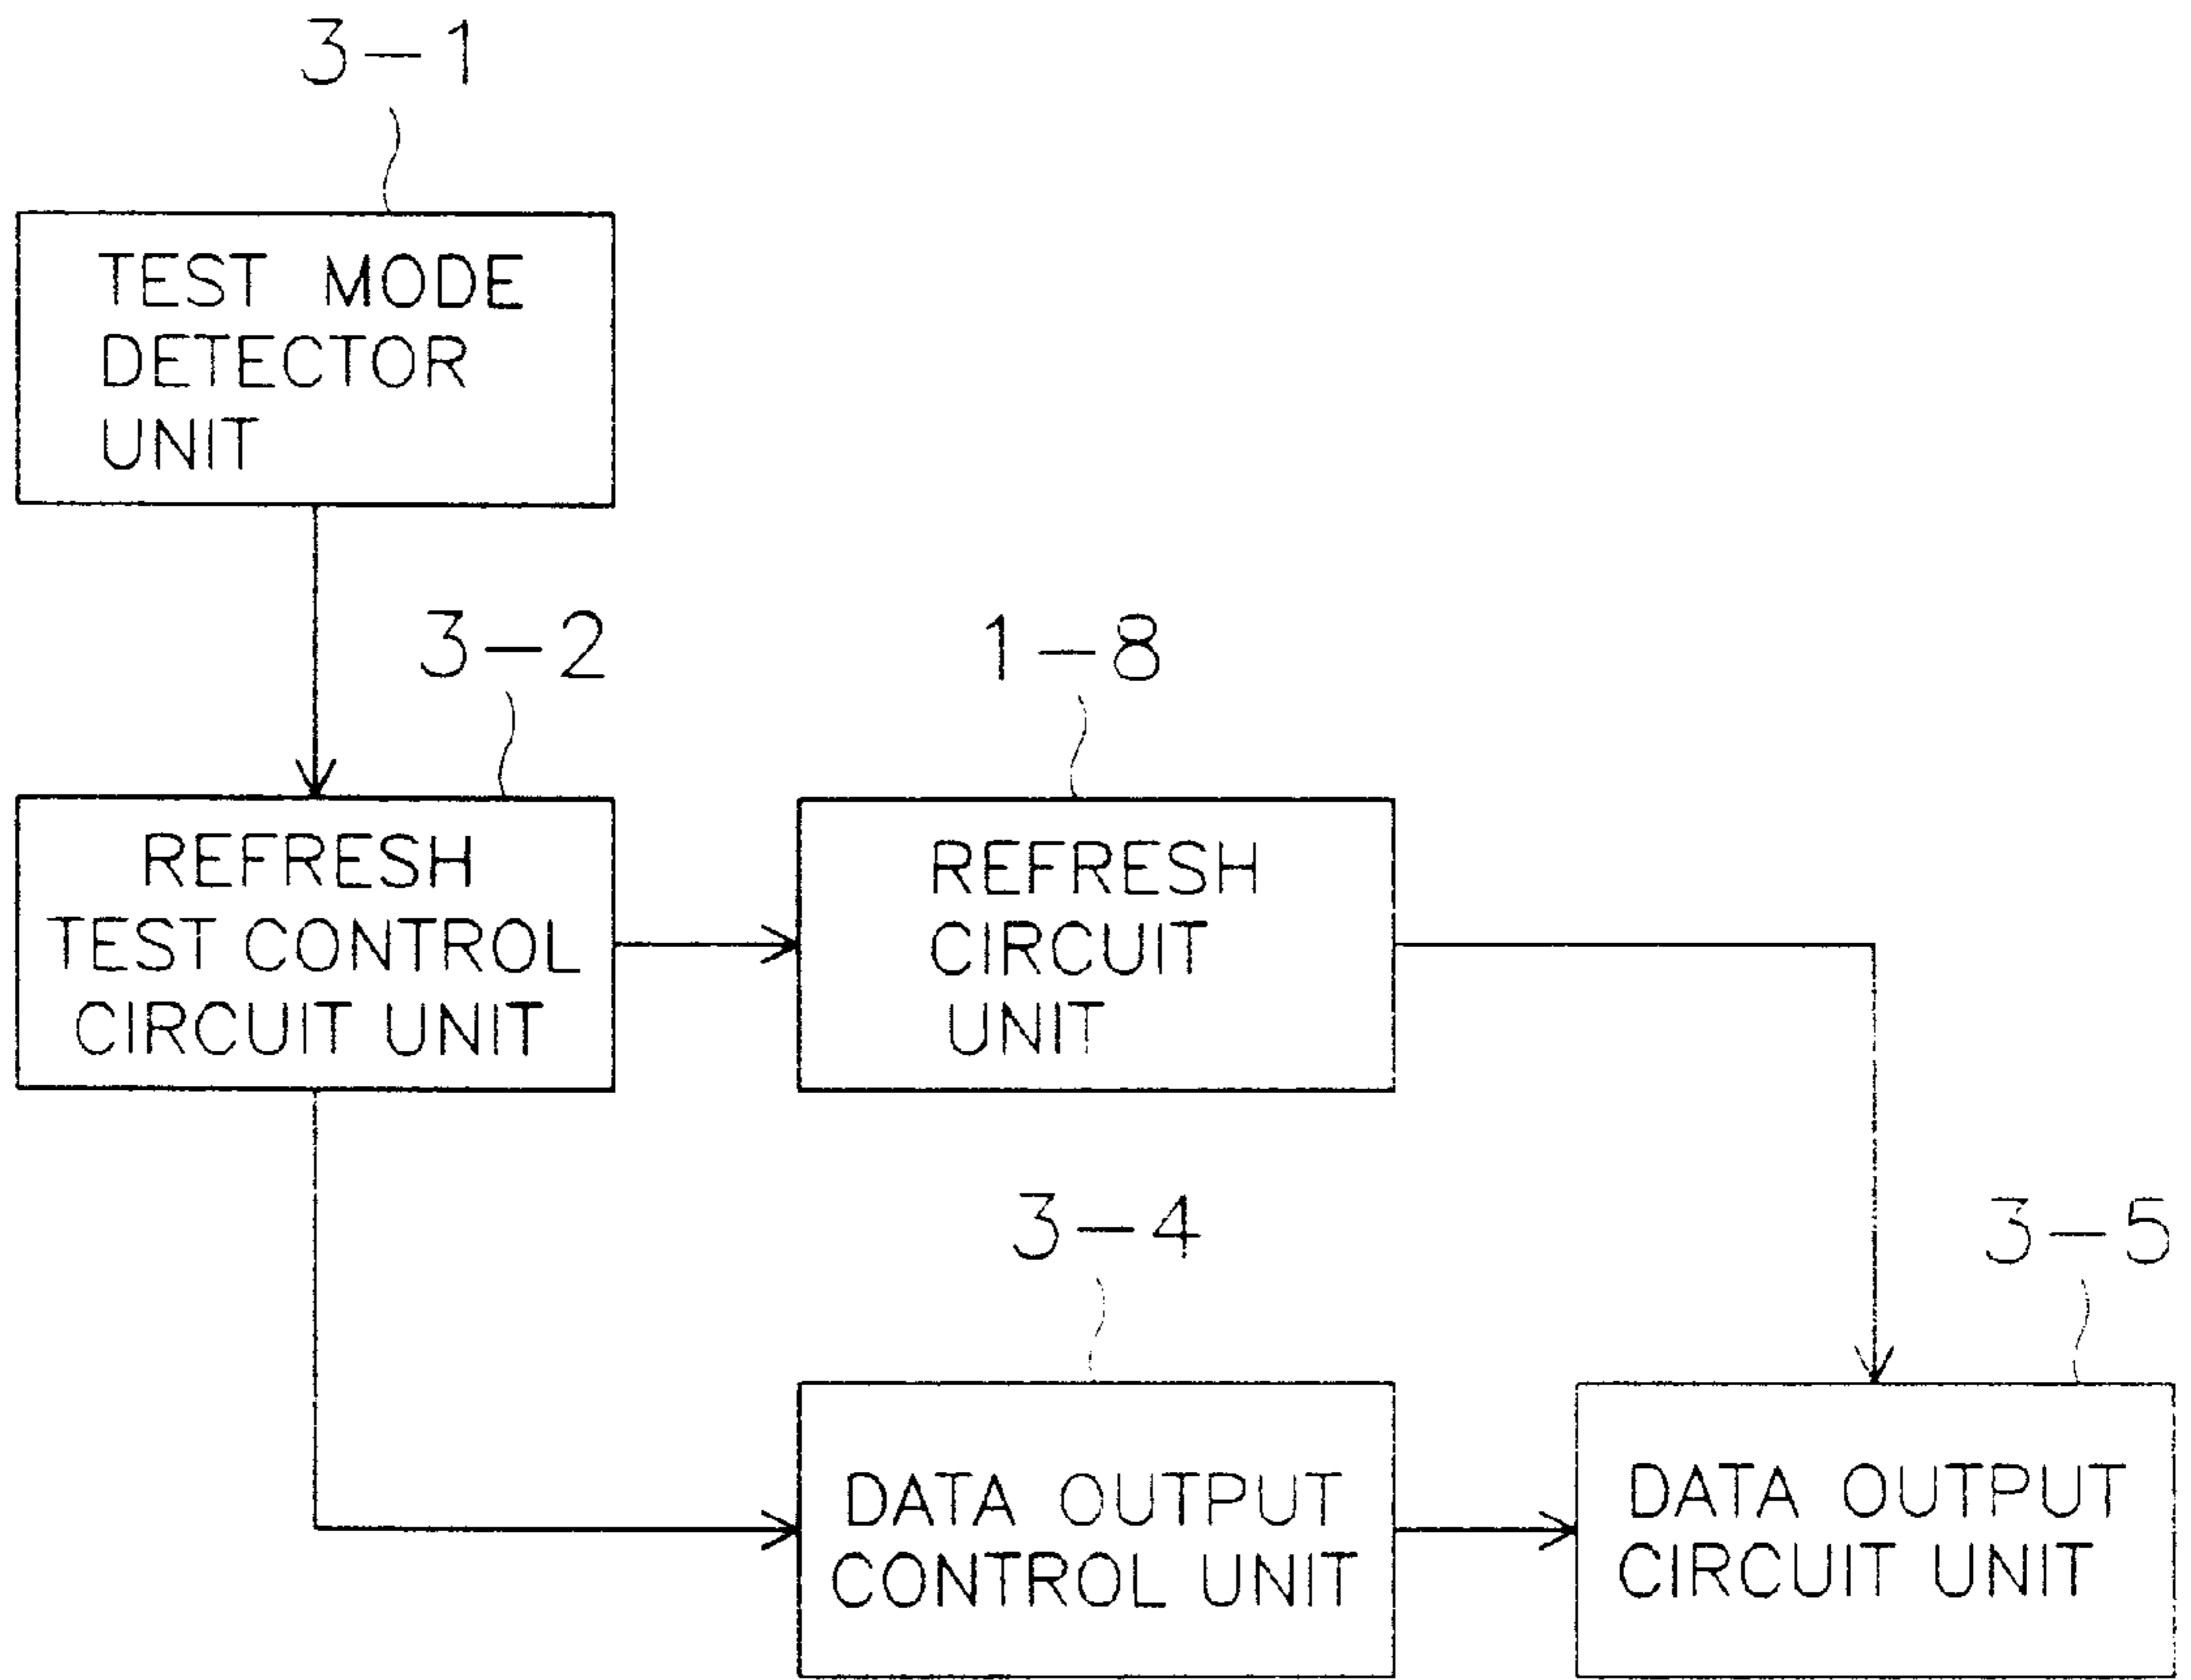 3-1
TEST MODE
DETECTOR
UNIT
3-2
REFRESH
TEST CONTROL
CIRCUIT UNIT
1-8
REFRESH
CIRCUIT
UNIT
3-4
DATA OUTPUT
CONTROL UNIT
3-5
DATA OUTPUT
CIRCUIT UNIT